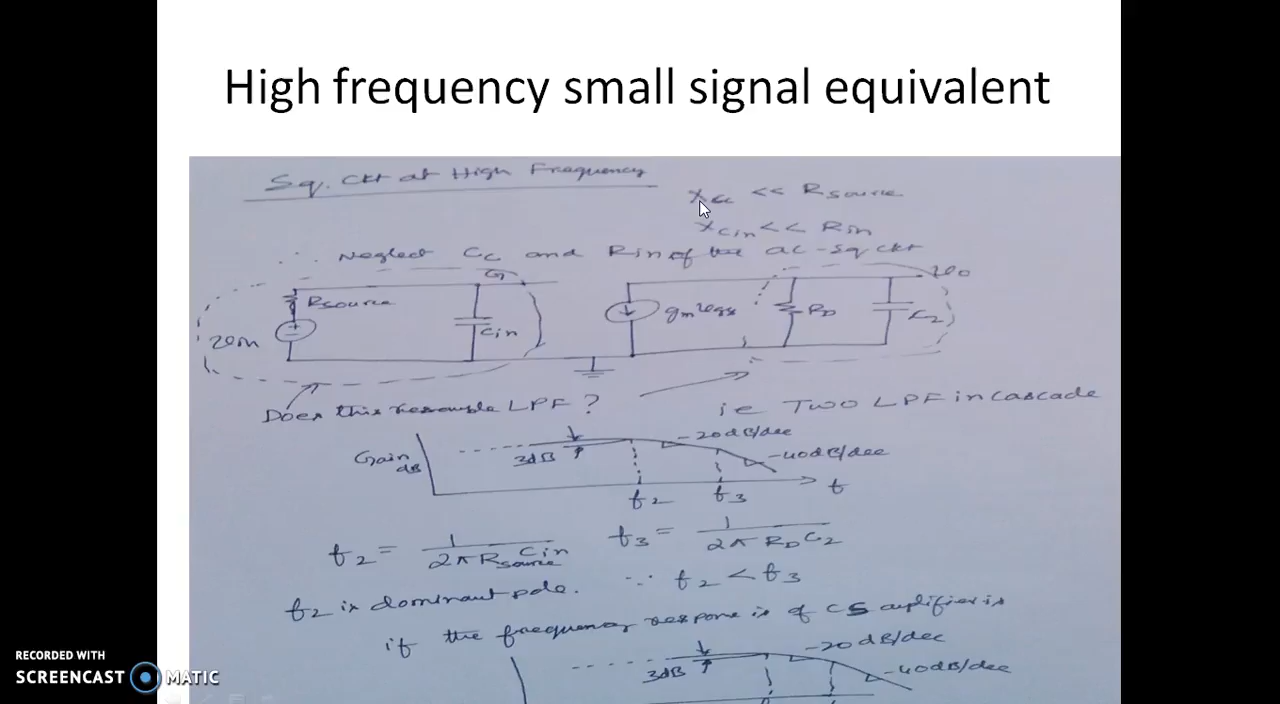 High frequency small signal equivalent
Sq. Ckt at High Frequency
Xcc << Rsource
Xcin << Rin
∴ Neglect Cc and Rin of the ac-sq ckt
G
vo
Rsource
Cin
gmvgs
RD
C2
vin
Does this resemble LPF?
ie TWO LPF in cascade
Gain dB
3dB
-20dB/dec
-40dB/dec
f
f2
f3
f2 = 1 / 2π Rsource Cin
f3 = 1 / 2π RD C2
f2 is dominant pole. ∵ f2 < f3
if the frequency response is of CS amplifier is
3dB
-20dB/dec
-40dB/dec
RECORDED WITH
SCREENCAST MATIC